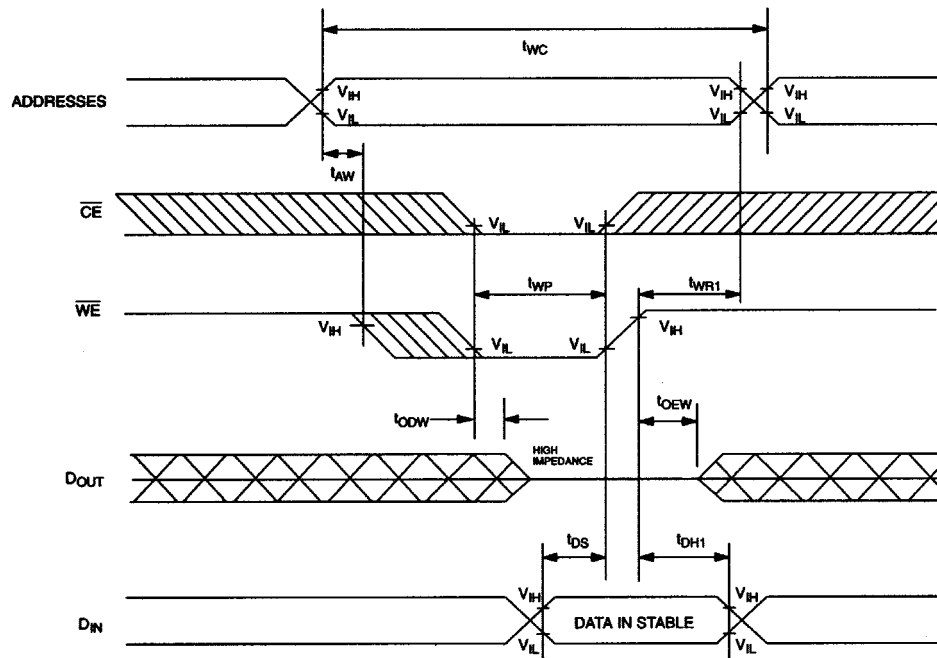 tWC
ADDRESSES
VIH
VIL
VIH
VIL
VIH
VIL
tAW
CE
VIL
VIL
tWP
tWR1
WE
VIH
VIL
VIL
VIH
tODW
tOEW
HIGH
IMPEDANCE
DOUT
tDS
tDH1
DIN
VIH
VIL
DATA IN STABLE
VIH
VIL